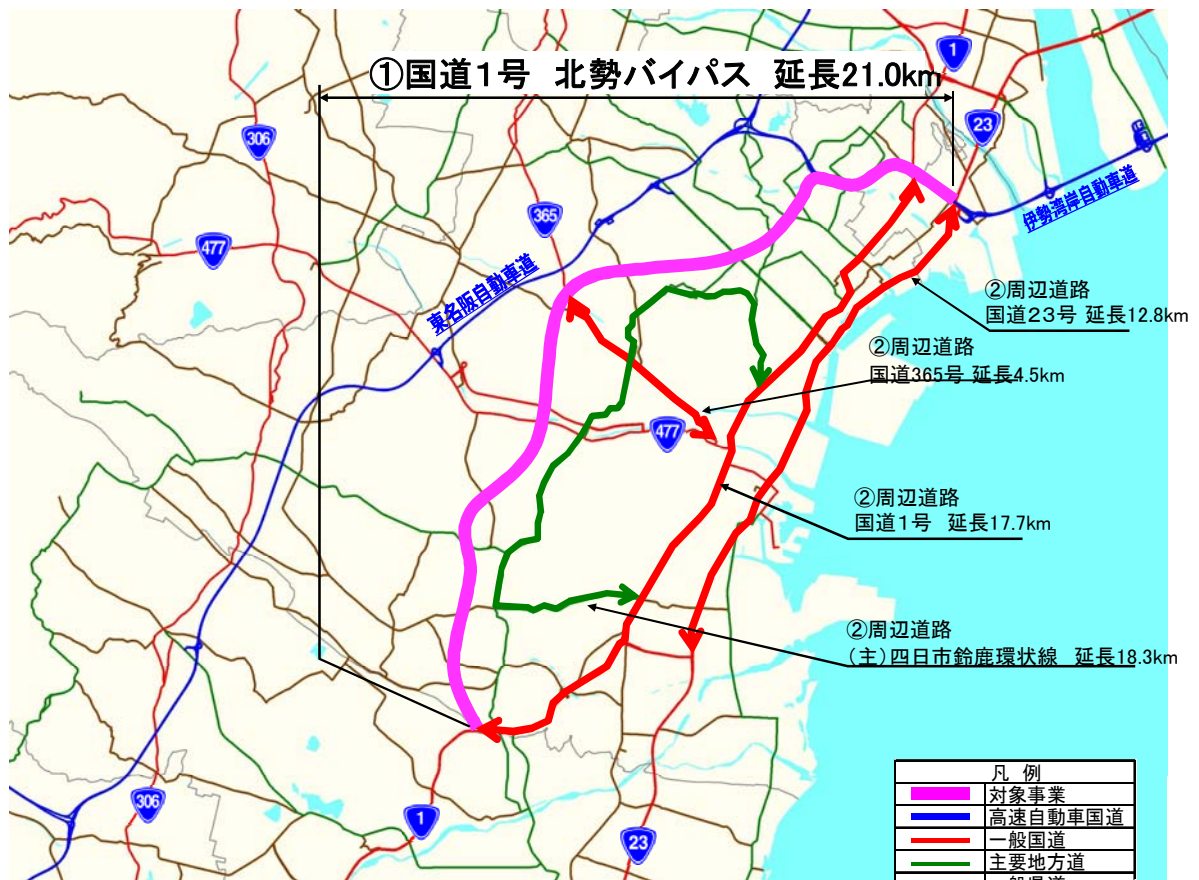 ①国道1号 北勢バイパス 延長21.0km
1
23
306
365
477
伊勢湾岸自動車道
東名阪自動車道
②周辺道路
国道23号 延長12.8km
②周辺道路
国道365号 延長4.5km
477
②周辺道路
国道1号 延長17.7km
②周辺道路
(主)四日市鈴鹿環状線 延長18.3km
306
1
23
凡 例
対象事業
高速自動車国道
一般国道
主要地方道